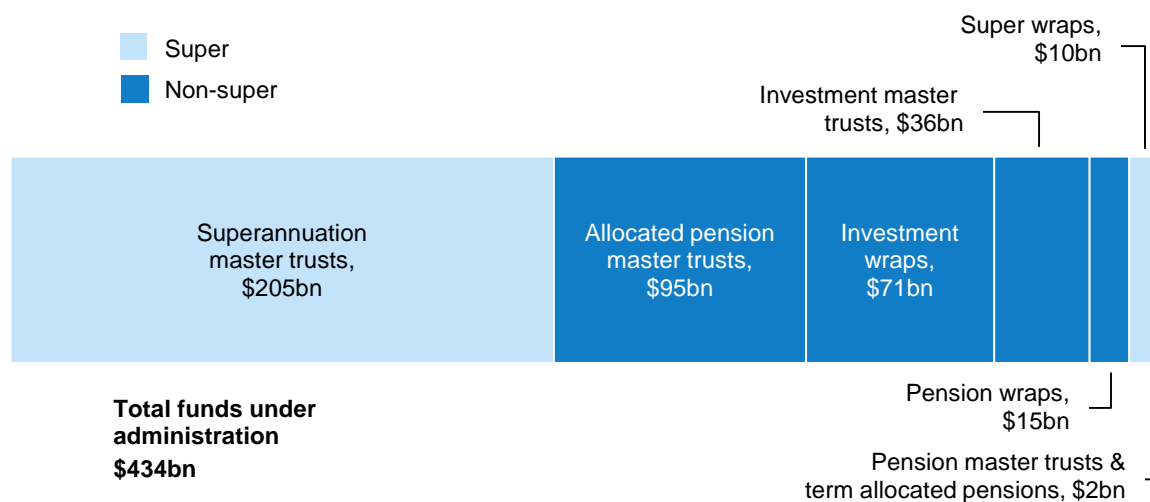 Super
Non-super
Super wraps,
$10bn
Investment master
trusts, $36bn
Superannuation
master trusts,
$205bn
Allocated pension
master trusts,
$95bn
Investment
wraps,
$71bn
Total funds under
administration
$434bn
Pension wraps,
$15bn
Pension master trusts &
term allocated pensions, $2bn